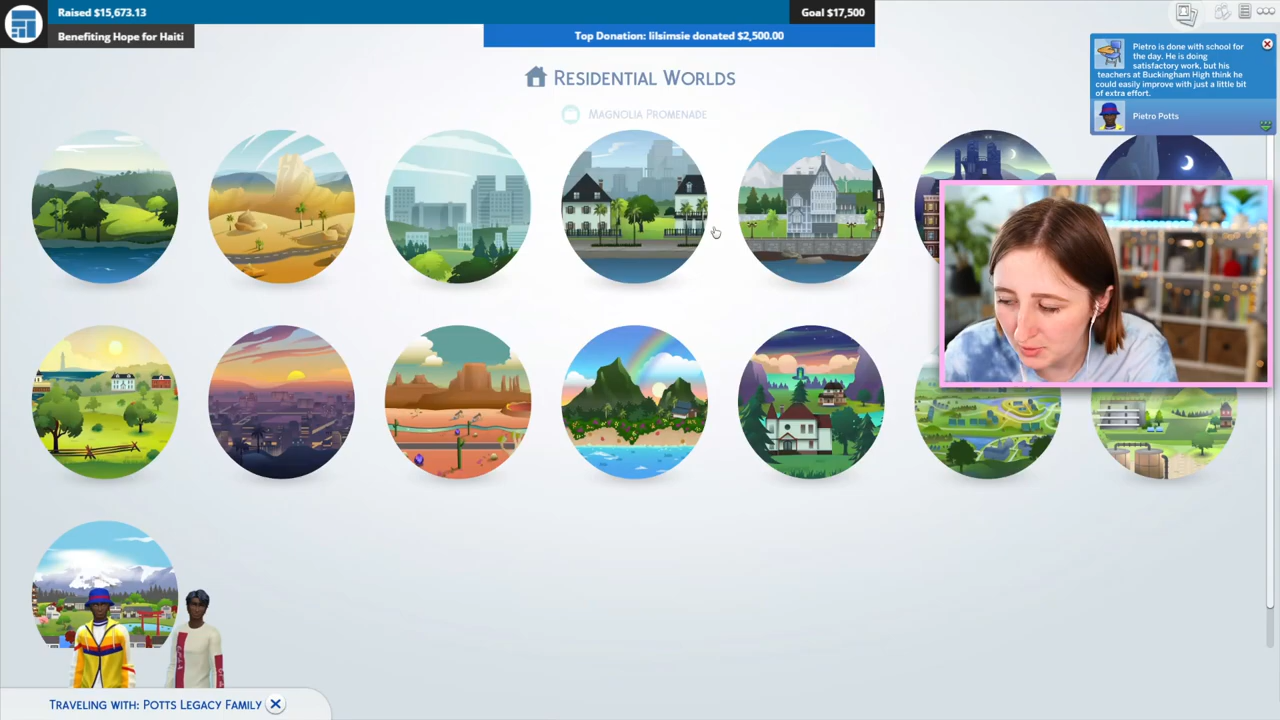 Raised $15,673.13
Goal $17,500
Benefiting Hope for Haiti
Top Donation: lilsimsie donated $2,500.00
RESIDENTIAL WORLDS
MAGNOLIA PROMENADE
Pietro is done with school for
the day. He is doing
satisfactory work, but his
teachers at Buckingham High think he
could easily improve with just a little bit
of extra effort.
Pietro Potts
TRAVELING WITH: POTTS LEGACY FAMILY